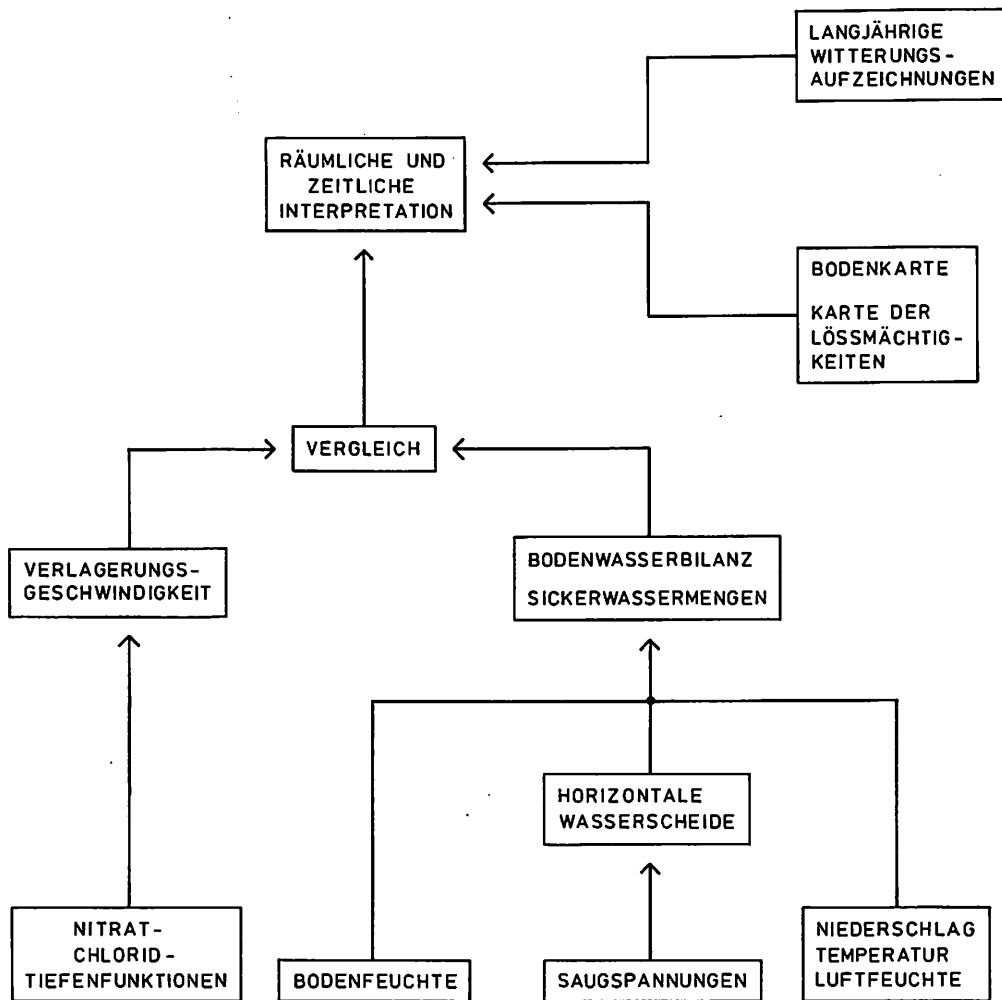 LANGJÄHRIGE
WITTERUNGS-
AUFZEICHNUNGEN
RÄUMLICHE UND
ZEITLICHE
INTERPRETATION
BODENKARTE
KARTE DER
LÖSSMÄCHTIG-
KEITEN
VERGLEICH
VERLAGERUNGS-
GESCHWINDIGKEIT
BODENWASSERBILANZ
SICKERWASSERMENGEN
HORIZONTALE
WASSERSCHEIDE
NITRAT-
CHLORID-
TIEFENFUNKTIONEN
BODENFEUCHTE
SAUGSPANNUNGEN
NIEDERSCHLAG
TEMPERATUR
LUFTFEUCHTE